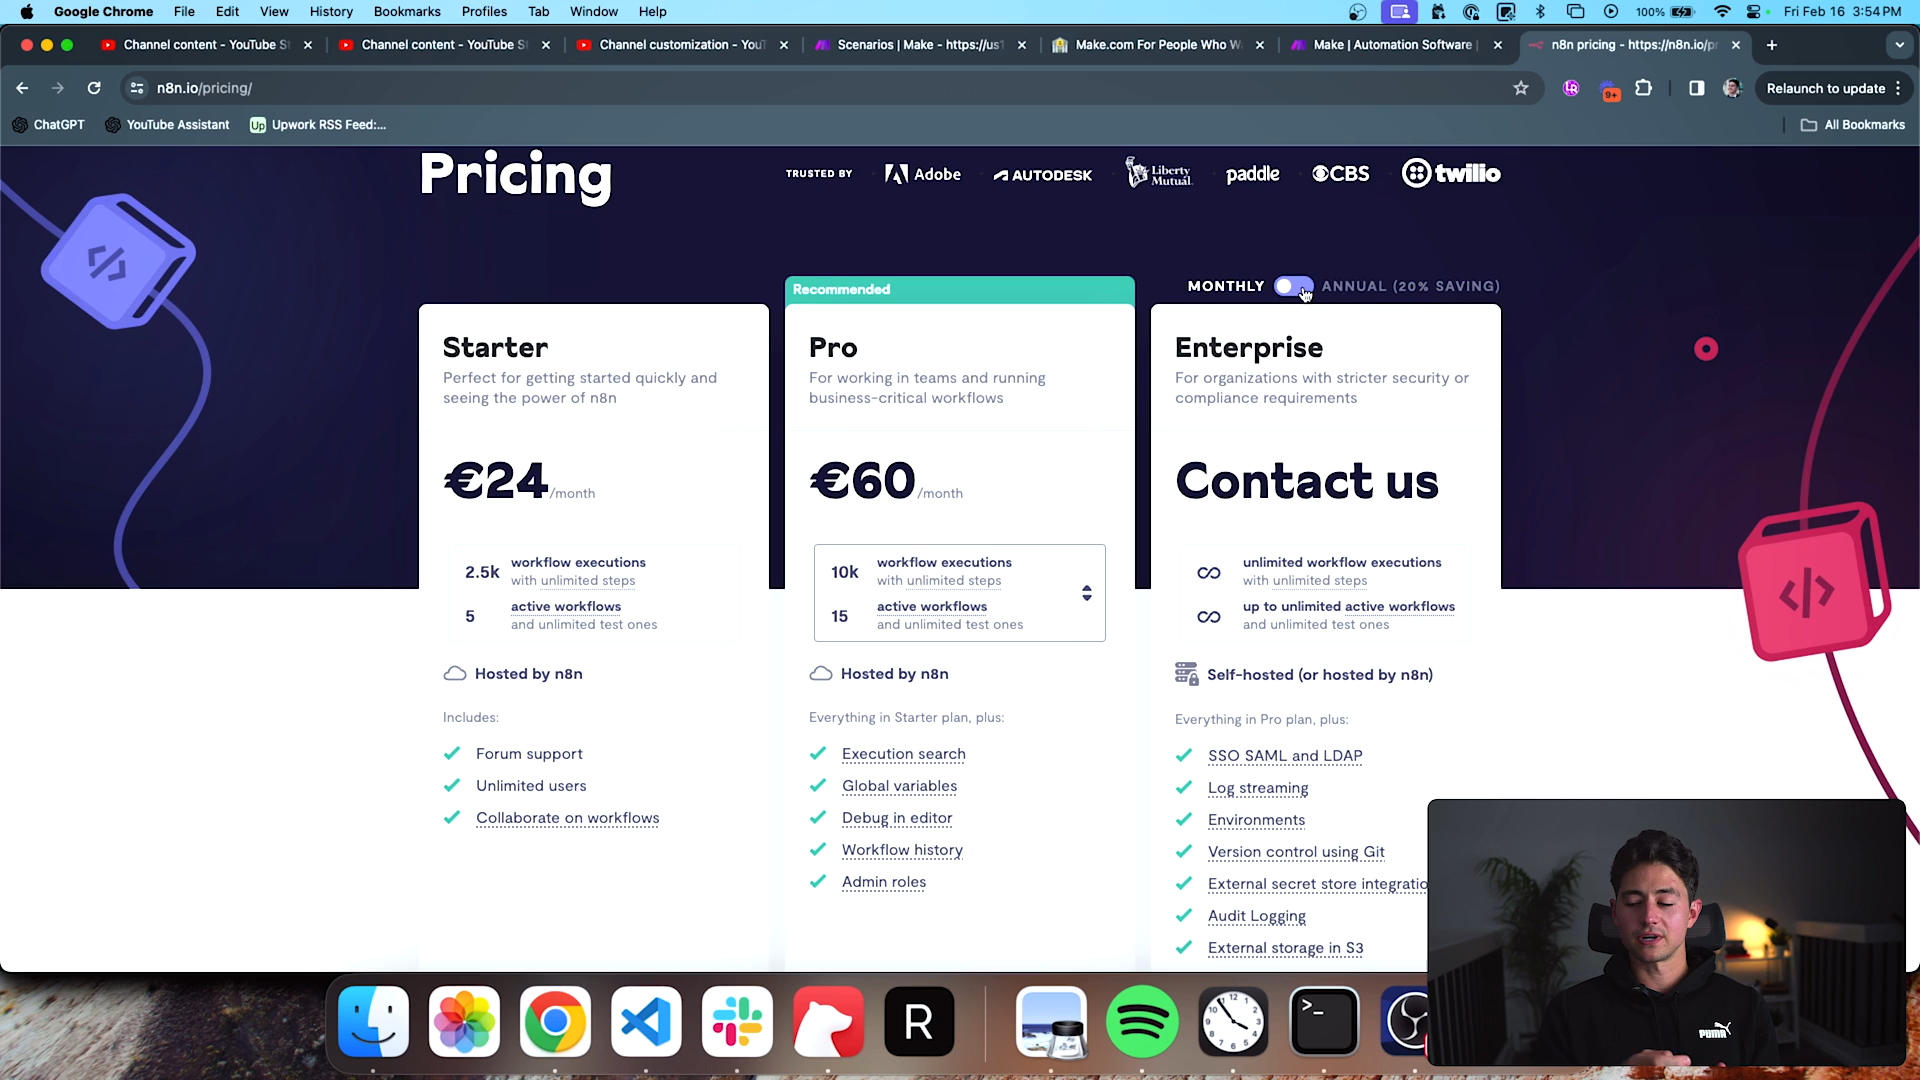 Google Chrome File Edit View History Bookmarks Profiles Tab Window Help
100% Fri Feb 16 3:54 PM
Channel content - YouTube S
Channel content - YouTube S
Channel customization - You
Scenarios | Make - https://us1
Make.com For People Who W
Make | Automation Software
n8n pricing - https://n8n.io/pr
n8n.io/pricing/
9+
Relaunch to update
ChatGPT
YouTube Assistant
Up
Upwork RSS Feed:...
All Bookmarks
Pricing
TRUSTED BY
Adobe
AUTODESK
Liberty
Mutual.
paddle
CBS
twilio
MONTHLY
ANNUAL (20% SAVING)
Recommended
Starter
Perfect for getting started quickly and
seeing the power of n8n
€24/month
2.5k
workflow executions
with unlimited steps
5
active workflows
and unlimited test ones
Hosted by n8n
Includes:
Forum support
Unlimited users
Collaborate on workflows
Pro
For working in teams and running
business-critical workflows
€60/month
10k
workflow executions
with unlimited steps
15
active workflows
and unlimited test ones
Hosted by n8n
Everything in Starter plan, plus:
Execution search
Global variables
Debug in editor
Workflow history
Admin roles
Enterprise
For organizations with stricter security or
compliance requirements
Contact us
∞
unlimited workflow executions
with unlimited steps
∞
up to unlimited active workflows
and unlimited test ones
Self-hosted (or hosted by n8n)
Everything in Pro plan, plus:
SSO SAML and LDAP
Log streaming
Environments
Version control using Git
External secret store integratio
Audit Logging
External storage in S3
R
PUMA